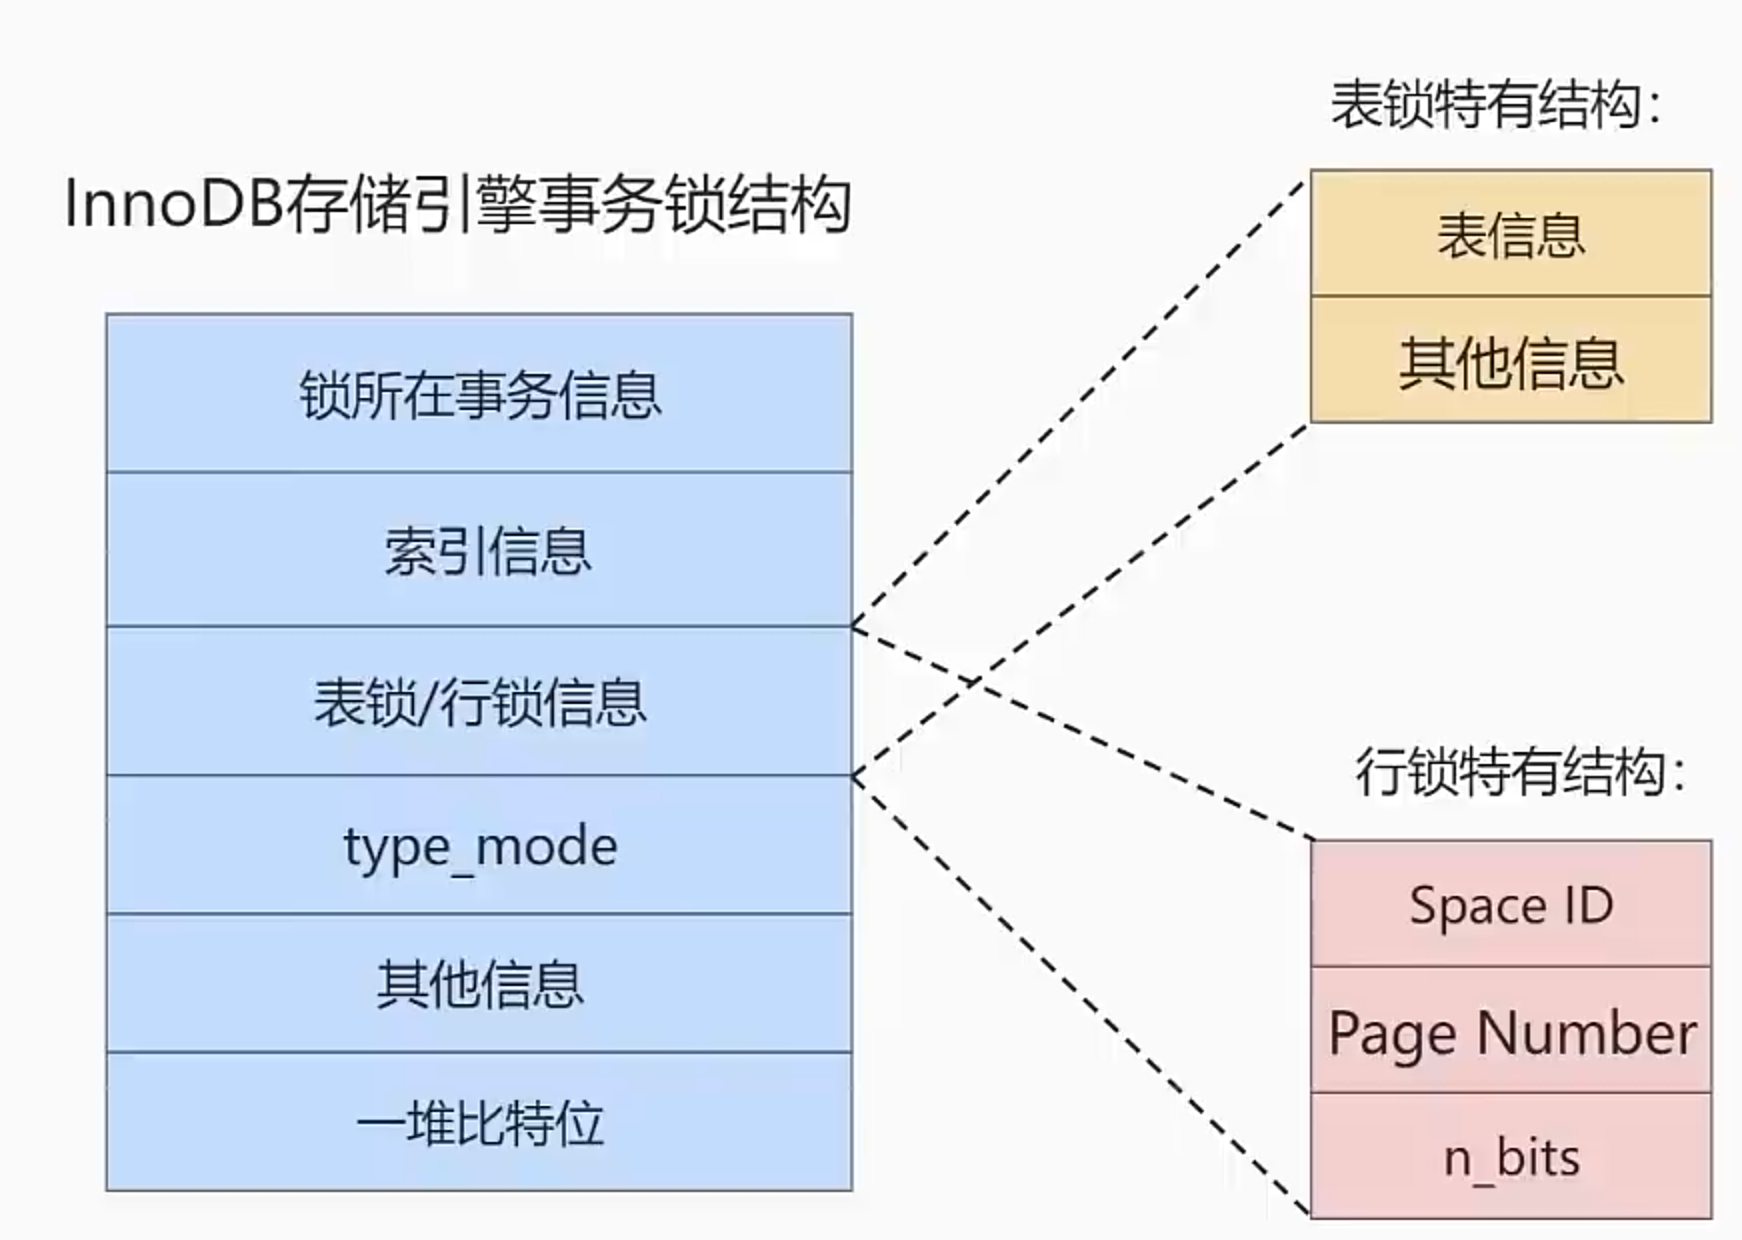 InnoDB存储引擎事务锁结构
锁所在事务信息
索引信息
表锁/行锁信息
type_mode
其他信息
一堆比特位
表锁特有结构：
表信息
其他信息
行锁特有结构：
Space ID
Page Number
n_bits